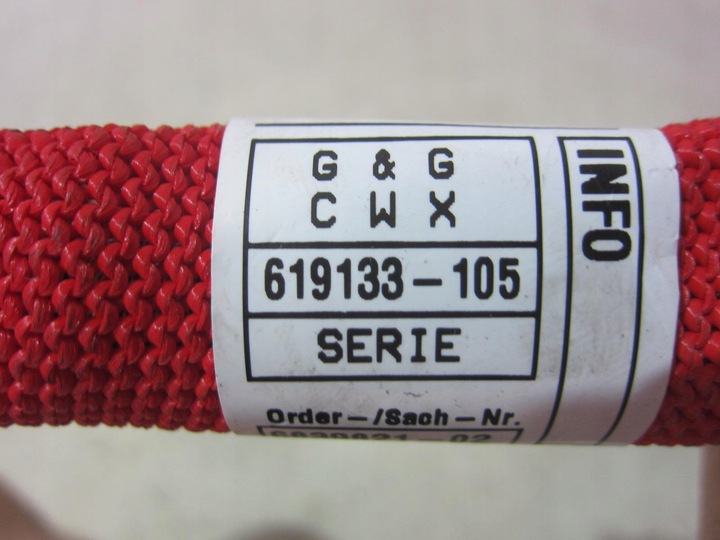 G & G
C W X
619133-105
SERIE
Order-/Sach-Nr.
INFO